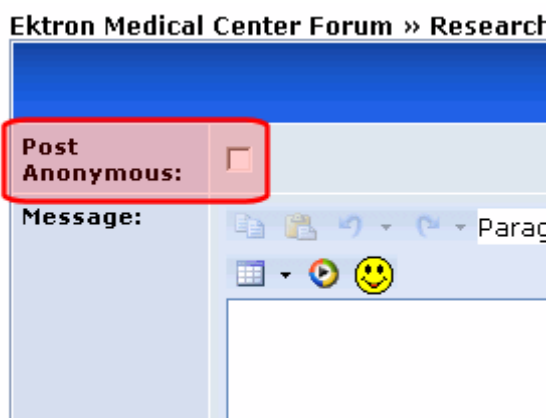 Ektron Medical Center Forum » Research
Post
Anonymous:
Message:
Parag